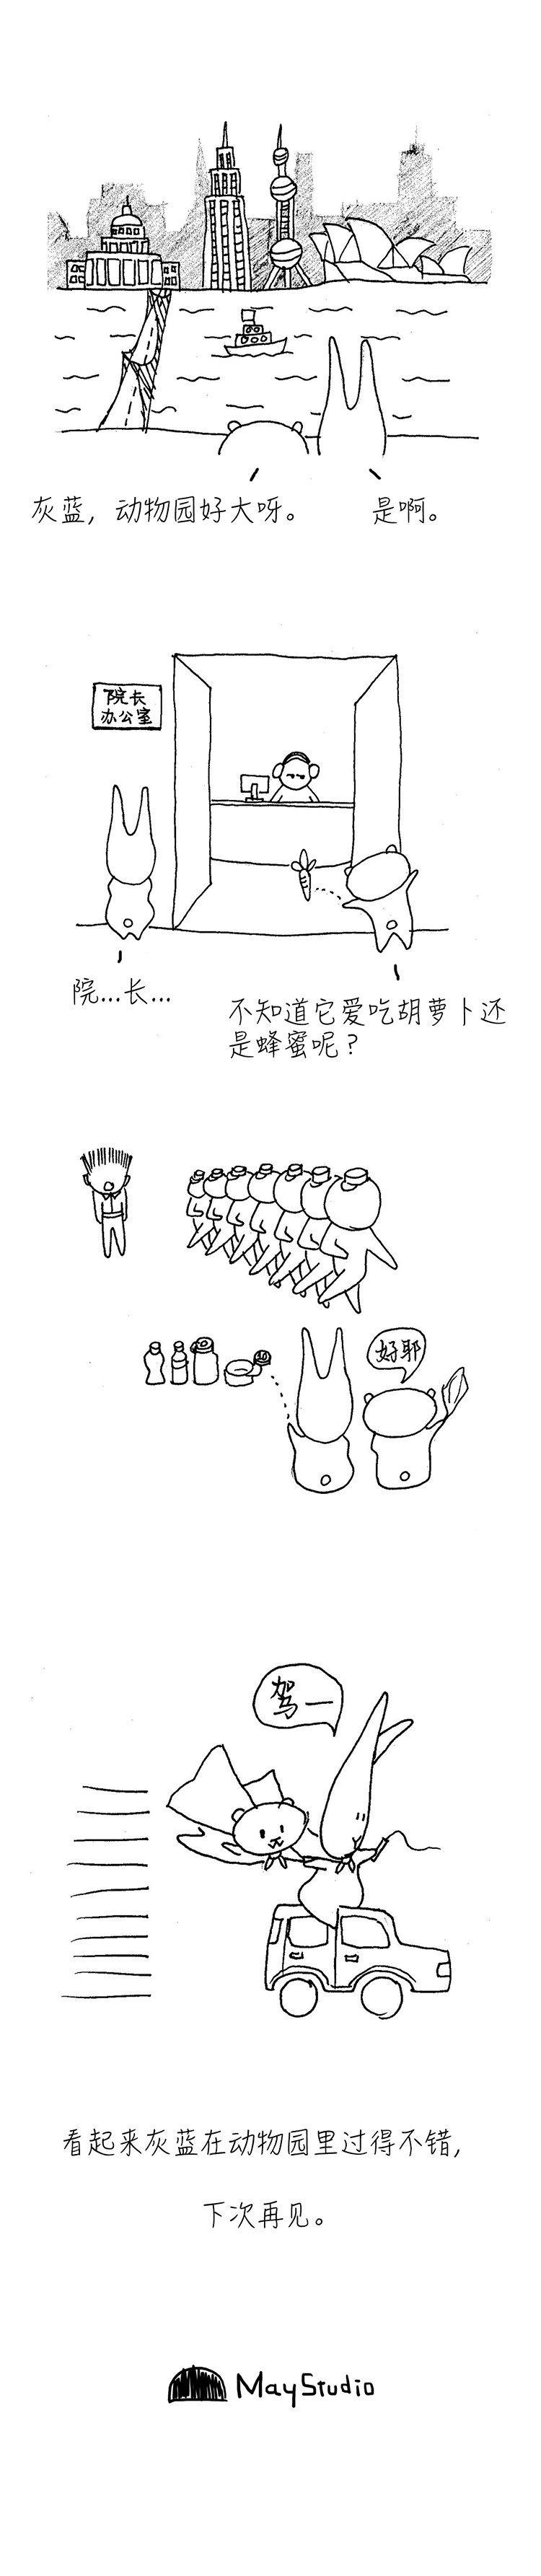 灰蓝，动物园好大呀。
是啊。
院长
办公室
院...长...
不知道它爱吃胡萝卜还
是蜂蜜呢？
好耶
驾一
看起来灰蓝在动物园里过得不错，
下次再见。
MayStudio